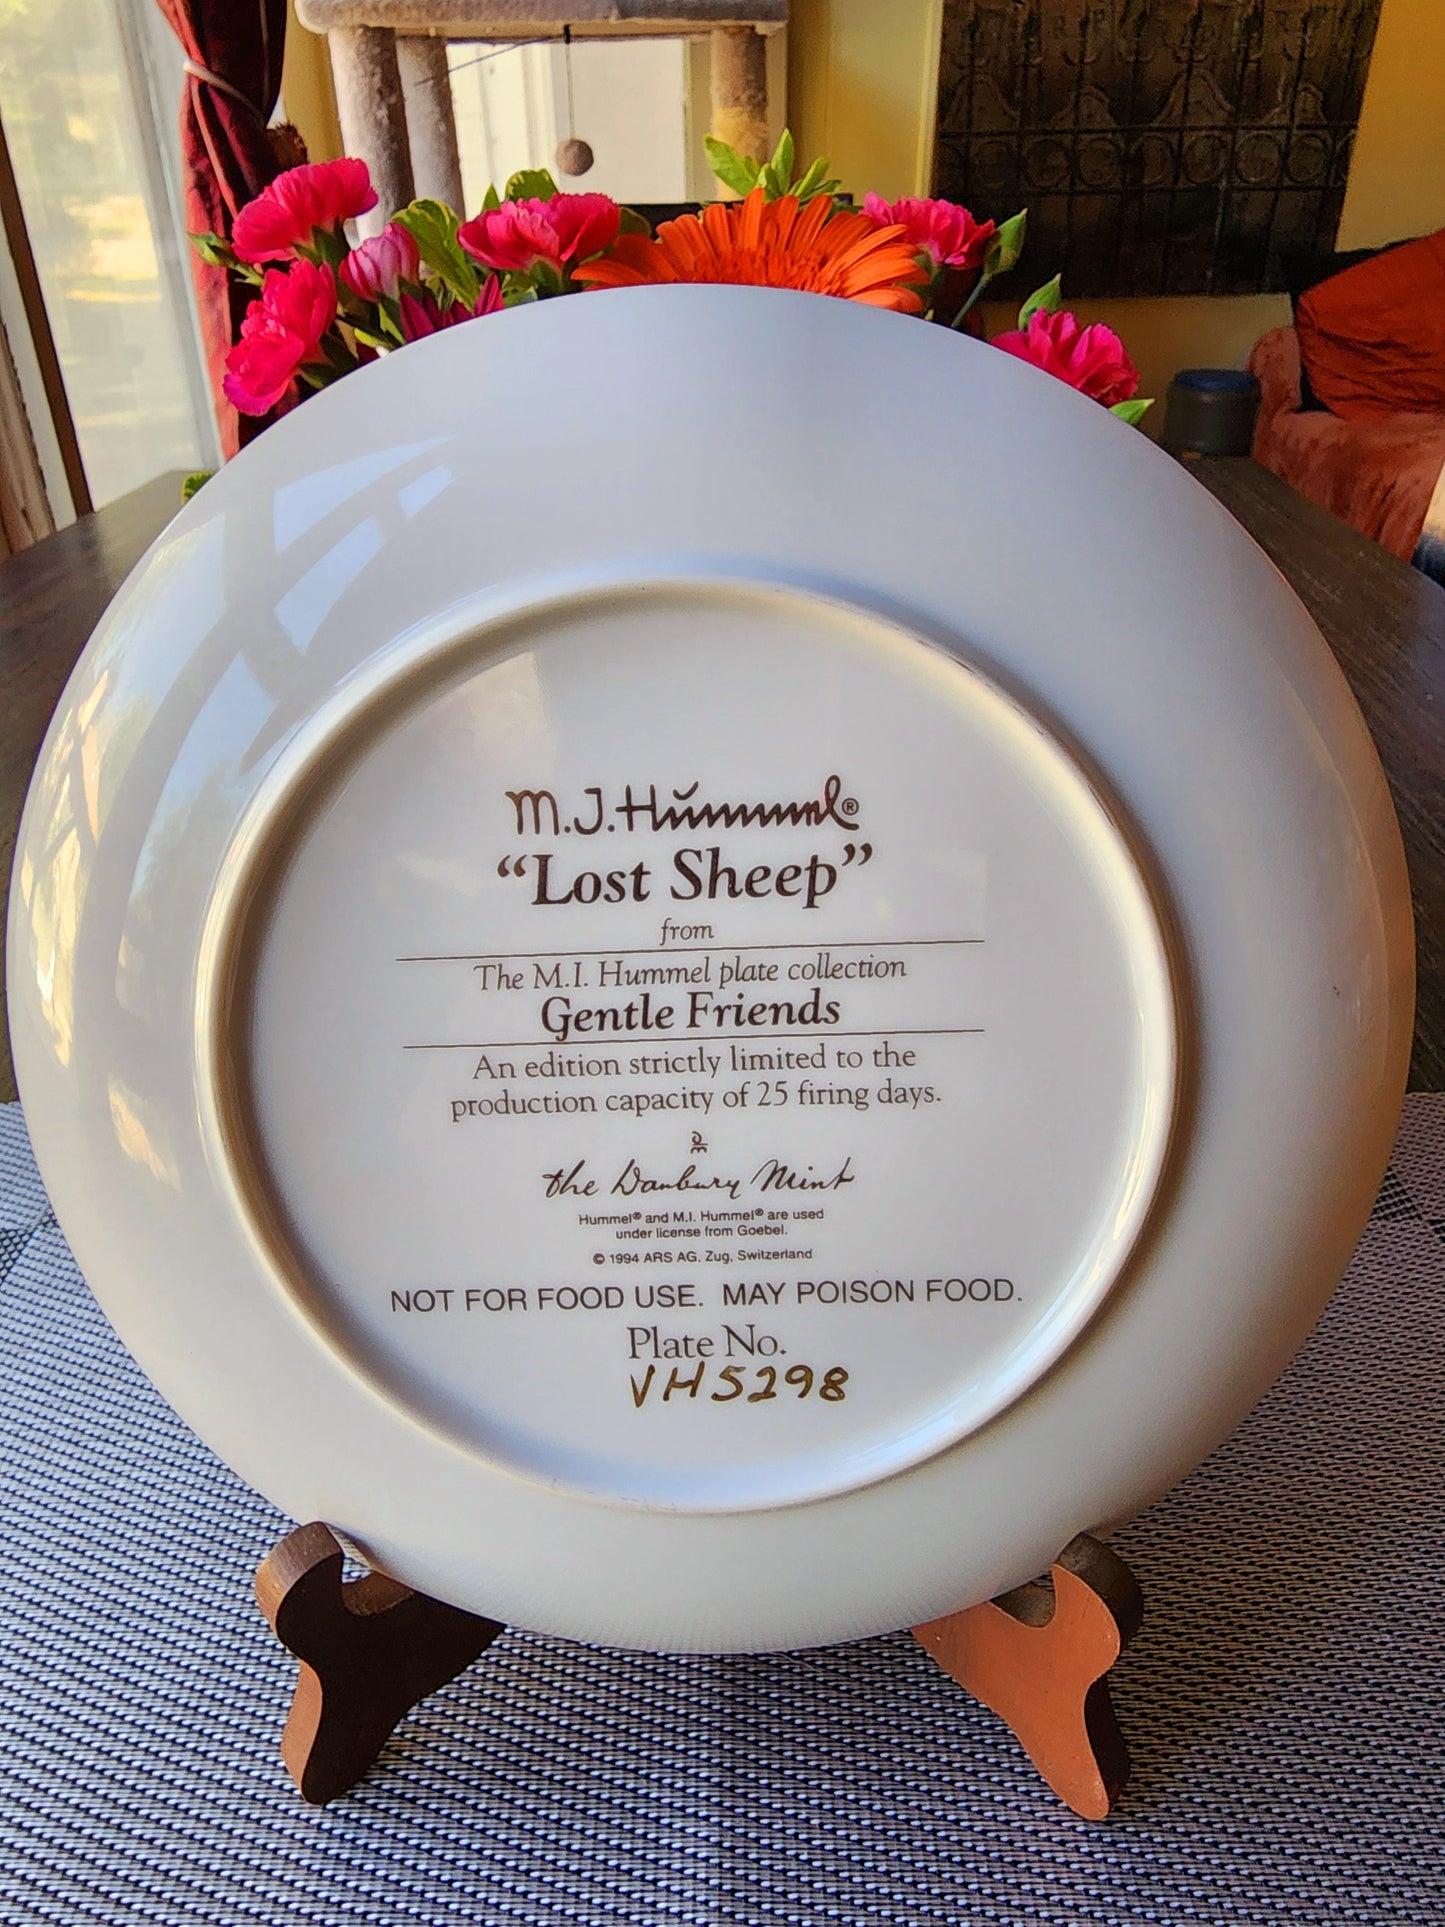 M.J.Hummel®
“Lost Sheep”
from
The M.I. Hummel plate collection
Gentle Friends
An edition strictly limited to the
production capacity of 25 firing days.
the Danbury Mint
Hummel® and M.I. Hummel® are used
under license from Goebel.
© 1994 ARS AG, Zug, Switzerland
NOT FOR FOOD USE. MAY POISON FOOD.
Plate No.
VH5298